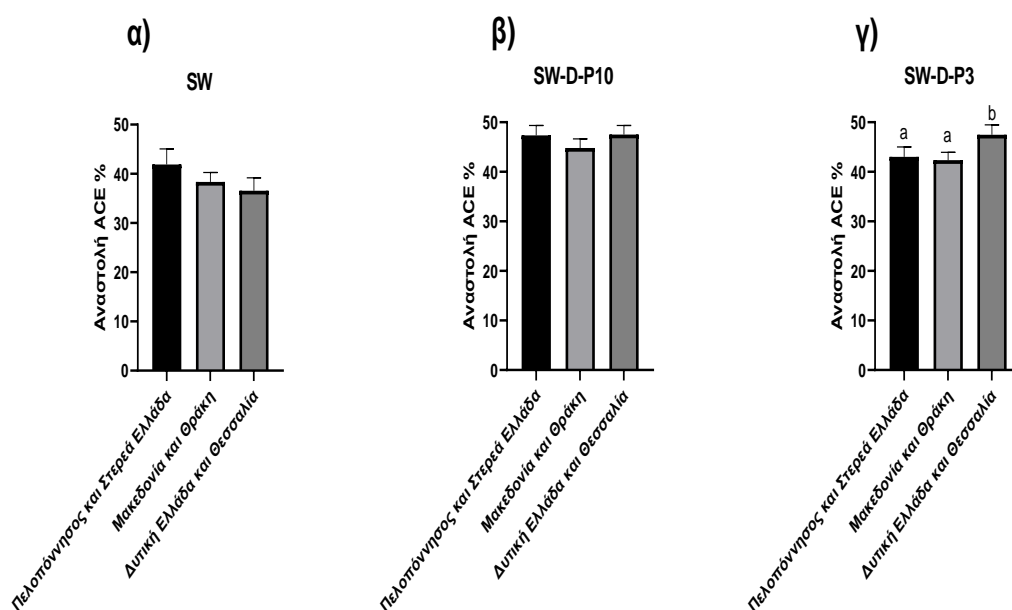 α)
SW
Αναστολή ACE %
50
40
30
20
10
0
Πελοπόννησος και Στερεά Ελλάδα
Μακεδονία και Θράκη
Δυτική Ελλάδα και Θεσσαλία
β)
SW-D-P10
Αναστολή ACE %
50
40
30
20
10
0
Πελοπόννησος και Στερεά Ελλάδα
Μακεδονία και Θράκη
Δυτική Ελλάδα και Θεσσαλία
γ)
SW-D-P3
Αναστολή ACE %
50
40
30
20
10
0
a
a
b
Πελοπόννησος και Στερεά Ελλάδα
Μακεδονία και Θράκη
Δυτική Ελλάδα και Θεσσαλία